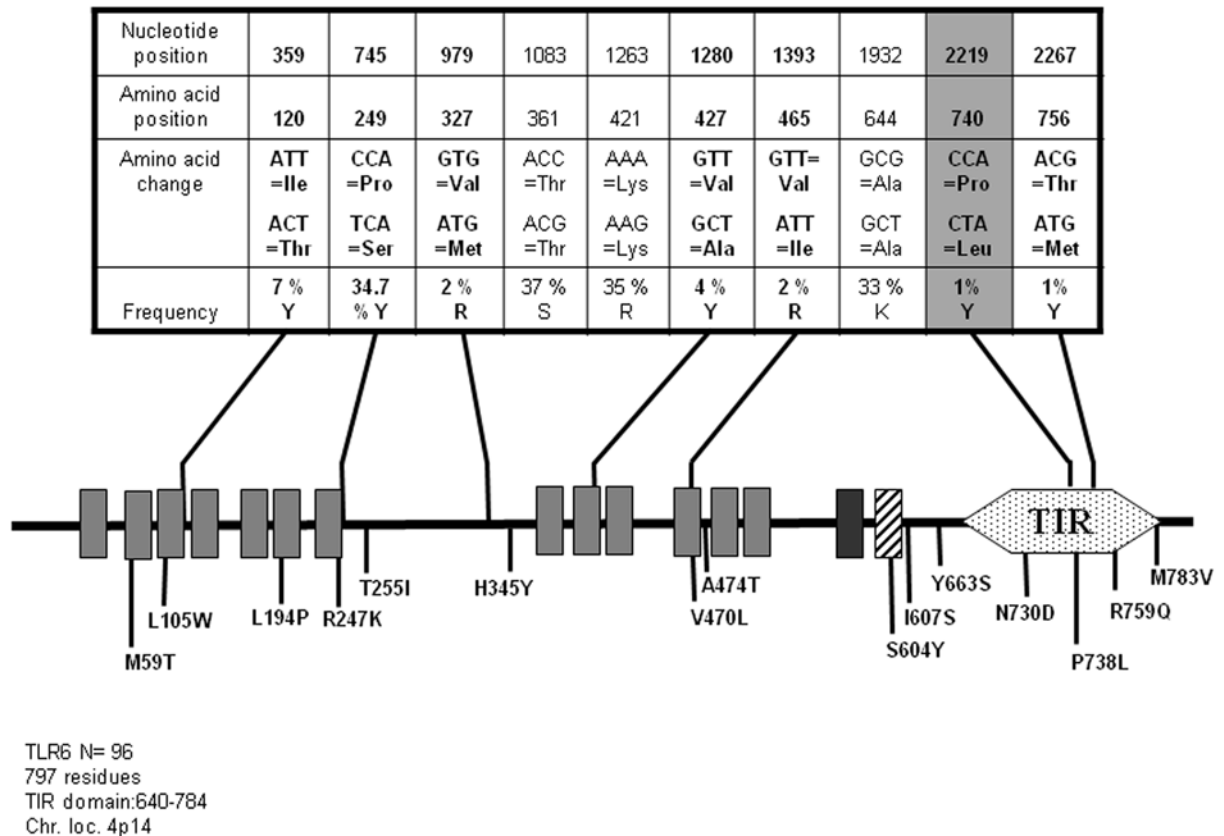 Nucleotide position 359 745 979 1083 1263 1280 1393 1932 2219 2267
Amino acid position 120 249 327 361 421 427 465 644 740 756
Amino acid change
ATT CCA GTG ACC AAA GTT GTT= GCG CCA ACG
=Ile =Pro =Val =Thr =Lys =Val Val =Ala =Pro =Thr
ACT TCA ATG ACG AAG GCT ATT GCT CTA ATG
=Thr =Ser =Met =Thr =Lys =Ala =Ile =Ala =Leu =Met
7 % 34.7 2 % 37 % 35 % 4 % 2 % 33 % 1% 1%
Frequency Y % Y R S R Y R K Y Y
TIR
T255I H345Y A474T Y663S M783V
L105W L194P R247K V470L I607S N730D R759Q
M59T S604Y P738L
TLR6 N= 96
797 residues
TIR domain:640-784
Chr. loc. 4p14